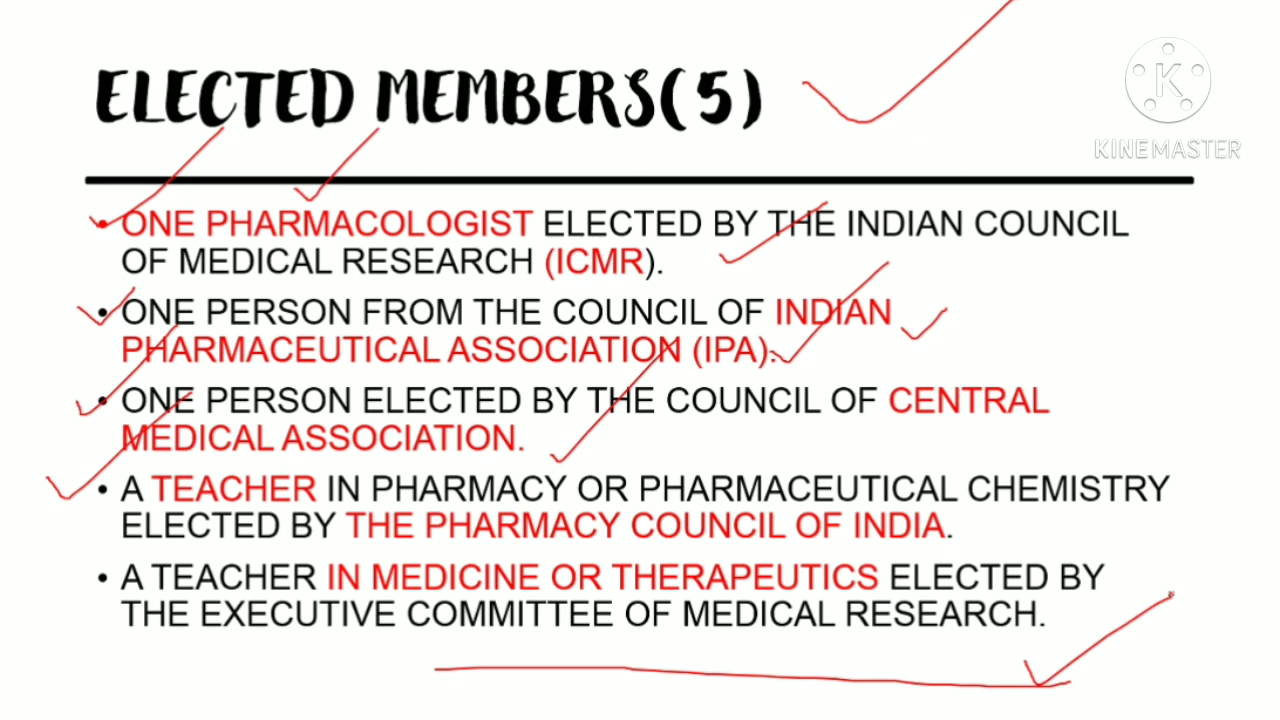 ELECTED MEMBERS(5)
K
KINEMASTER
• ONE PHARMACOLOGIST ELECTED BY THE INDIAN COUNCIL
OF MEDICAL RESEARCH (ICMR).
• ONE PERSON FROM THE COUNCIL OF INDIAN
PHARMACEUTICAL ASSOCIATION (IPA).
• ONE PERSON ELECTED BY THE COUNCIL OF CENTRAL
MEDICAL ASSOCIATION.
• A TEACHER IN PHARMACY OR PHARMACEUTICAL CHEMISTRY
ELECTED BY THE PHARMACY COUNCIL OF INDIA.
• A TEACHER IN MEDICINE OR THERAPEUTICS ELECTED BY
THE EXECUTIVE COMMITTEE OF MEDICAL RESEARCH.